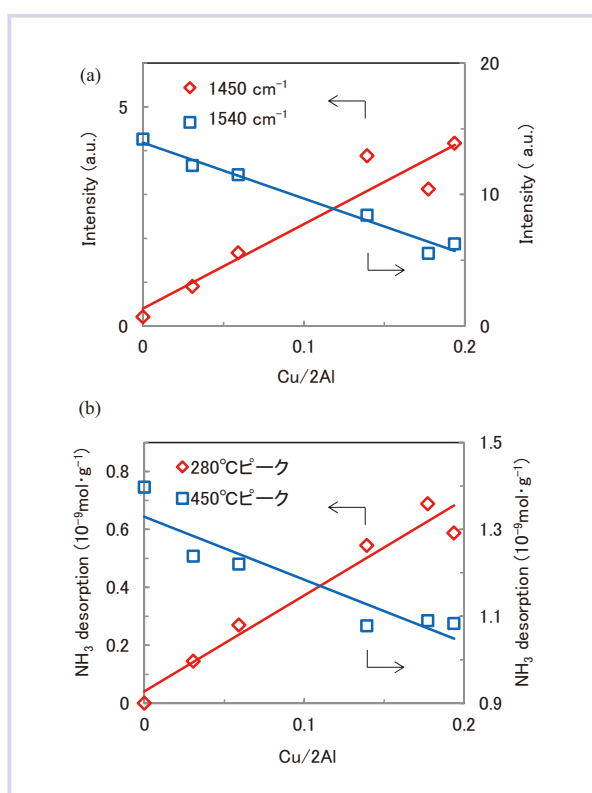 (a)
1450 cm⁻¹
1540 cm⁻¹
Intensity (a.u.)
Intensity ( a.u.)
5
0
20
10
0
0
0.1
0.2
Cu/2Al
(b)
280℃ピーク
450℃ピーク
NH₃ desorption (10⁻⁹mol·g⁻¹)
NH₃ desorption (10⁻⁹mol·g⁻¹)
0.8
0.6
0.4
0.2
0
1.5
1.3
1.1
0.9
0
0.1
0.2
Cu/2Al